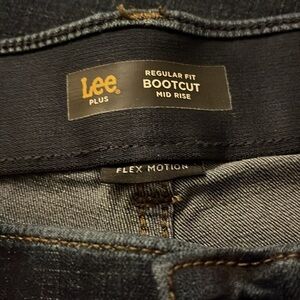 Lee®
PLUS
REGULAR FIT
BOOTCUT
MID RISE
FLEX MOTION